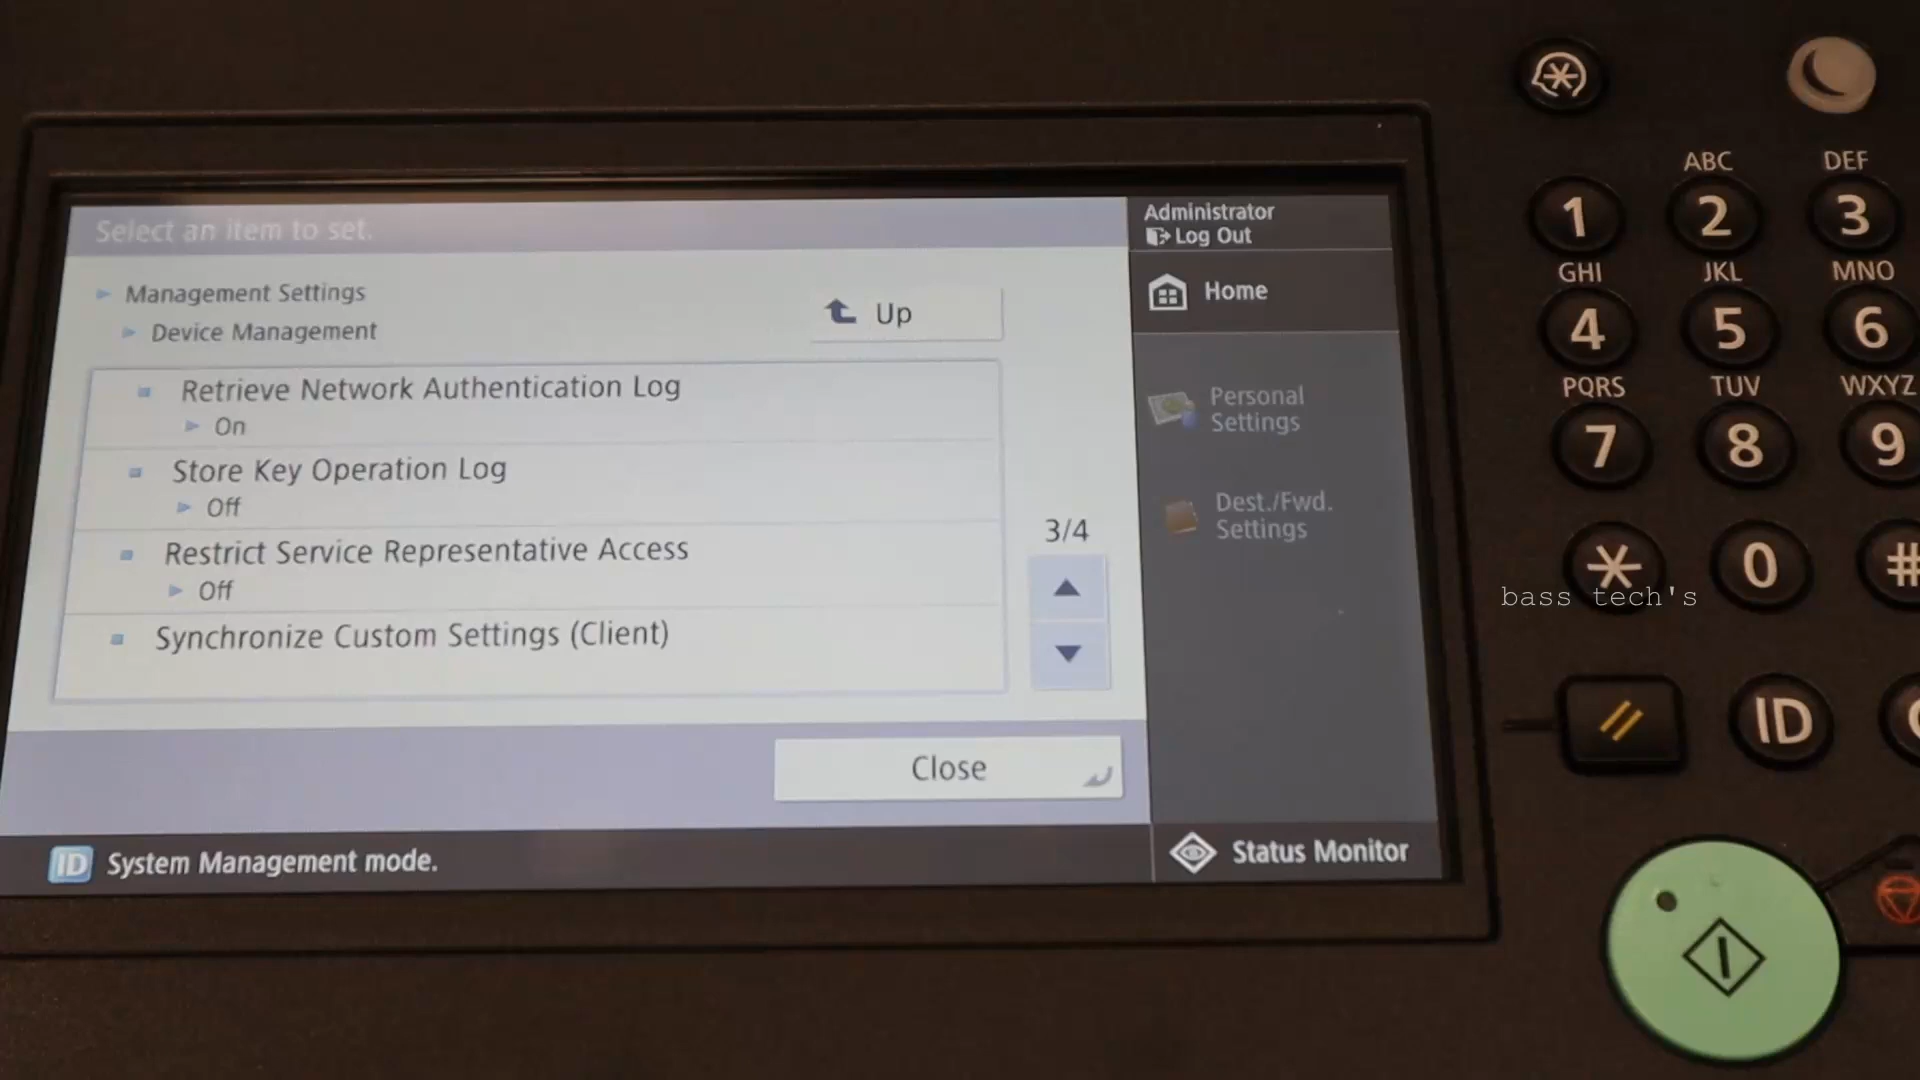 Select an item to set.
Management Settings
Device Management
Up
Retrieve Network Authentication Log
On
Store Key Operation Log
Off
Restrict Service Representative Access
Off
Synchronize Custom Settings (Client)
3/4
Close
ID System Management mode.
Administrator
Log Out
Home
Personal
Settings
Dest./Fwd.
Settings
Status Monitor
ABC DEF
1 2 3
GHI JKL MNO
4 5 6
PQRS TUV WXYZ
7 8 9
* 0 #
bass tech's
ID